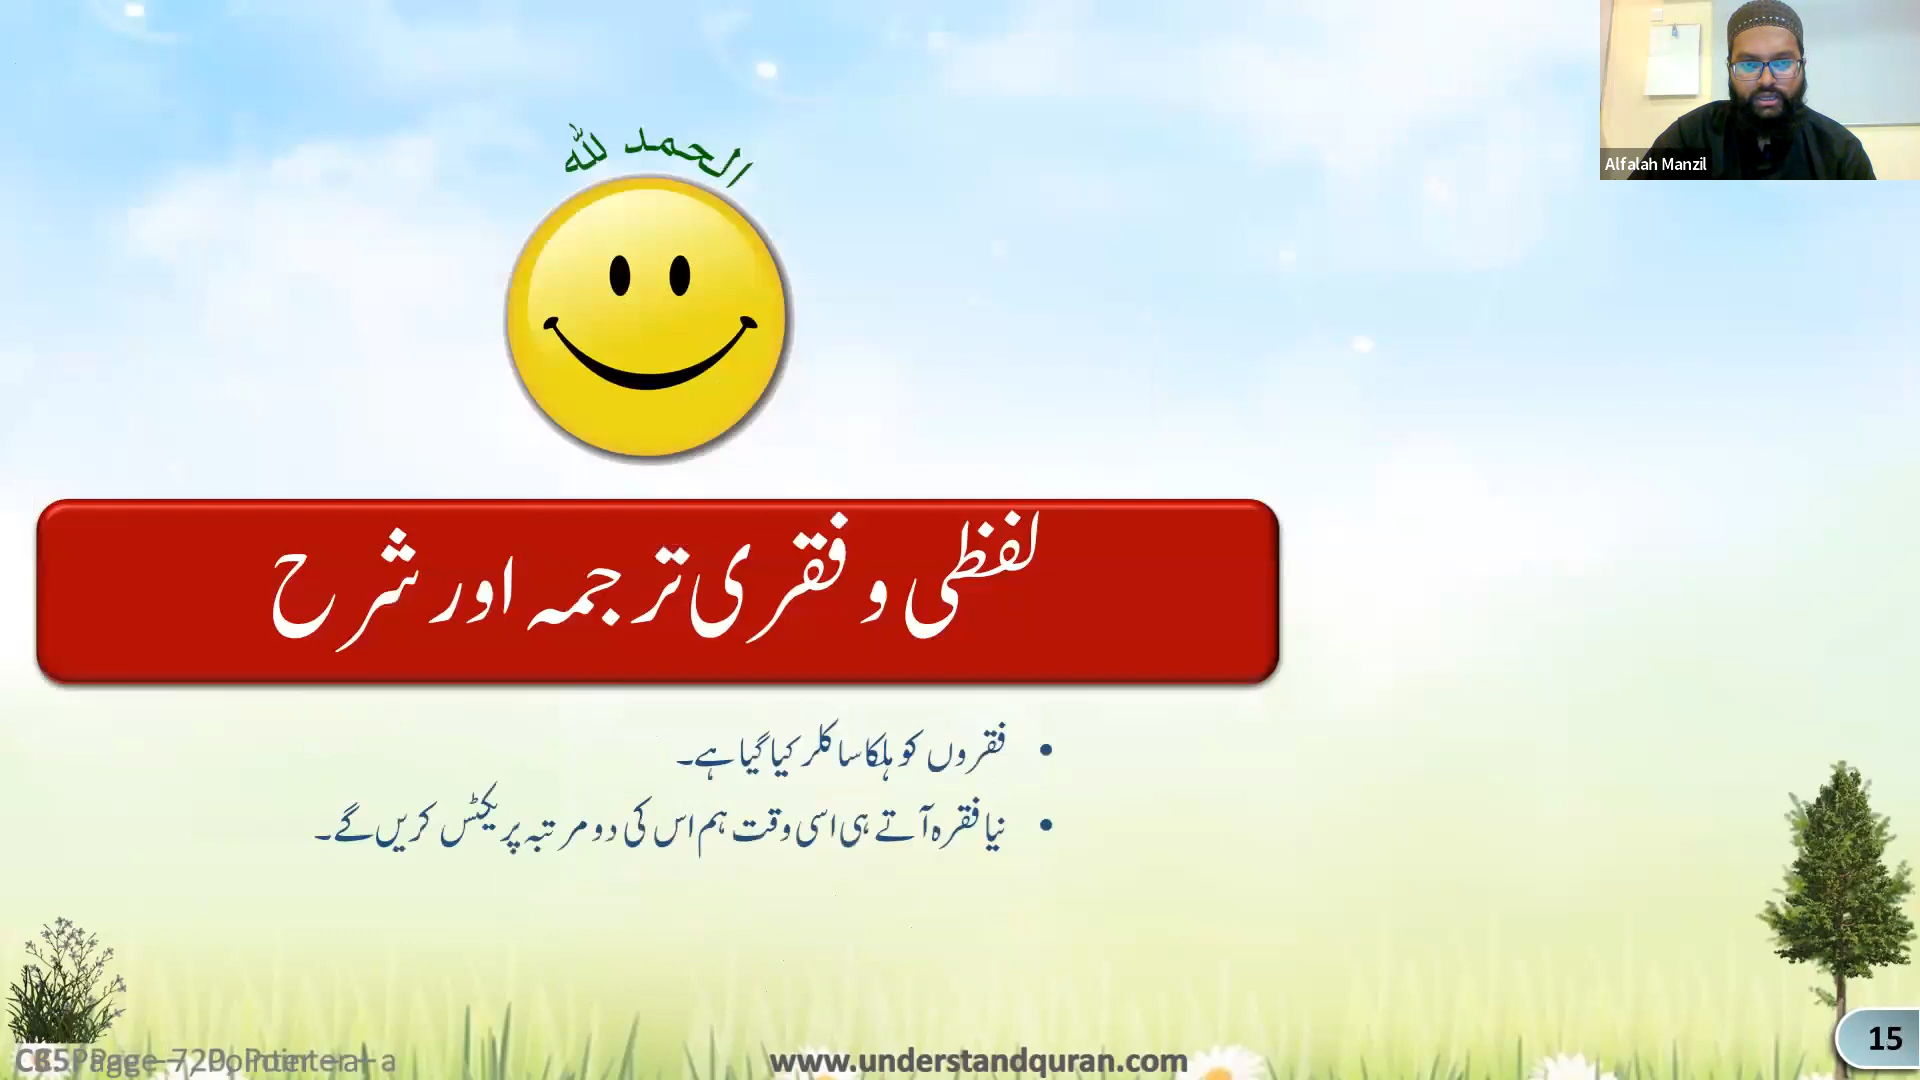 Alfalah Manzil
الحمد لله
لفظی و فقری ترجمہ اور شرح
• فقروں کو ہلکا سا کلر کیا گیا ہے۔
• نیا فقرہ آتے ہی اسی وقت ہم اس کی دو مرتبہ پریکٹس کریں گے۔
www.understandquran.com
15